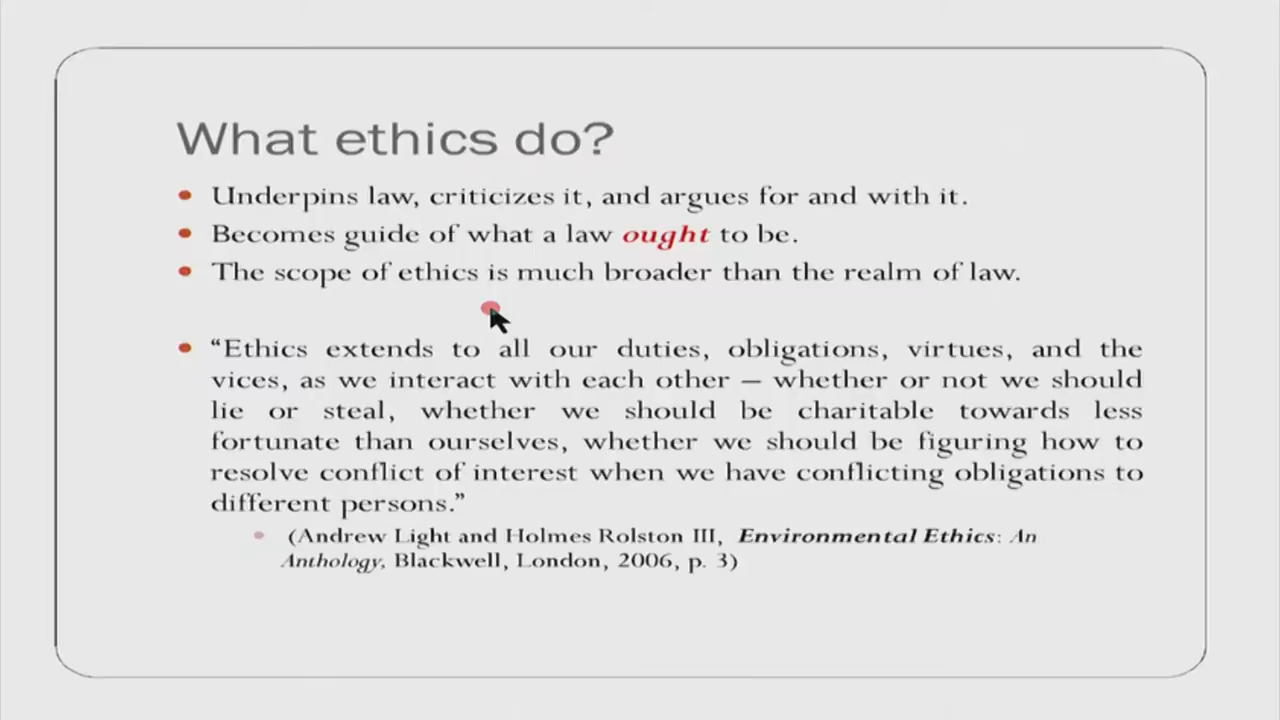 What ethics do?
Underpins law, criticizes it, and argues for and with it.
Becomes guide of what a law ought to be.
The scope of ethics is much broader than the realm of law.
“Ethics extends to all our duties, obligations, virtues, and the
vices, as we interact with each other – whether or not we should
lie or steal, whether we should be charitable towards less
fortunate than ourselves, whether we should be figuring how to
resolve conflict of interest when we have conflicting obligations to
different persons.”
(Andrew Light and Holmes Rolston III, Environmental Ethics: An
Anthology, Blackwell, London, 2006, p. 3)